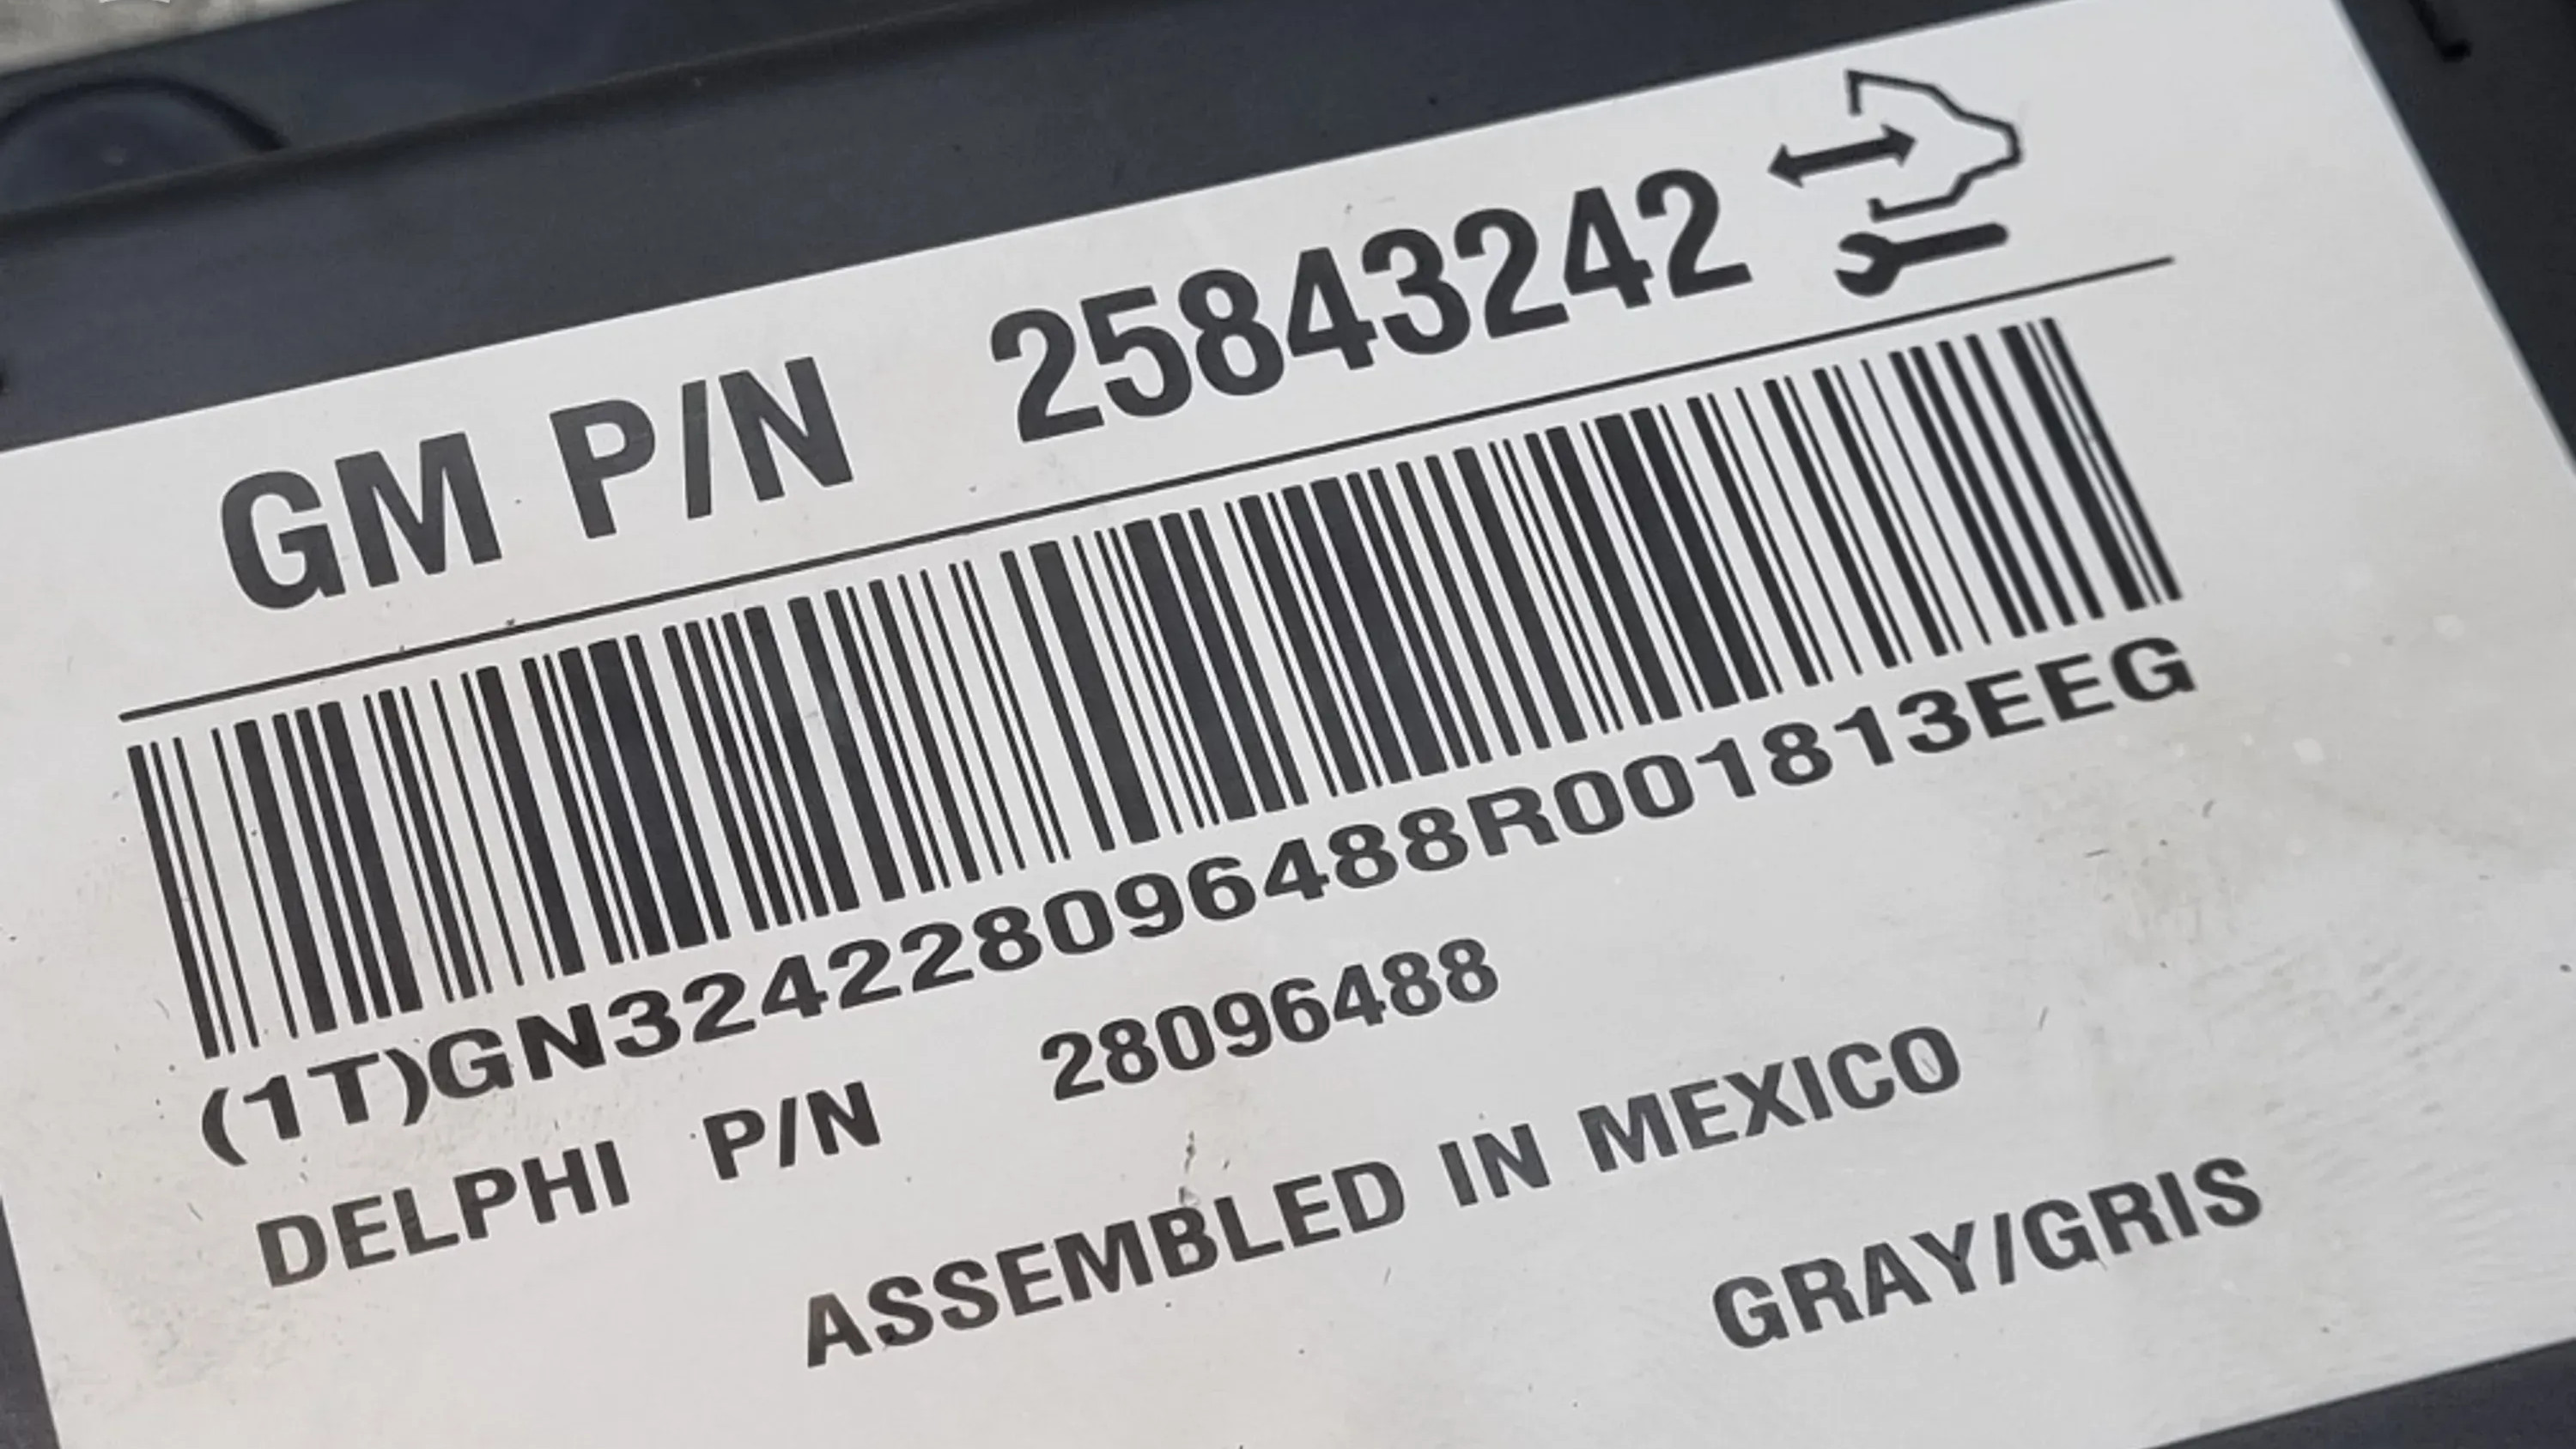 GM P/N 25843242
(1T)GN324228096488R001813EEG
DELPHI P/N 28096488
ASSEMBLED IN MEXICO
GRAY/GRIS